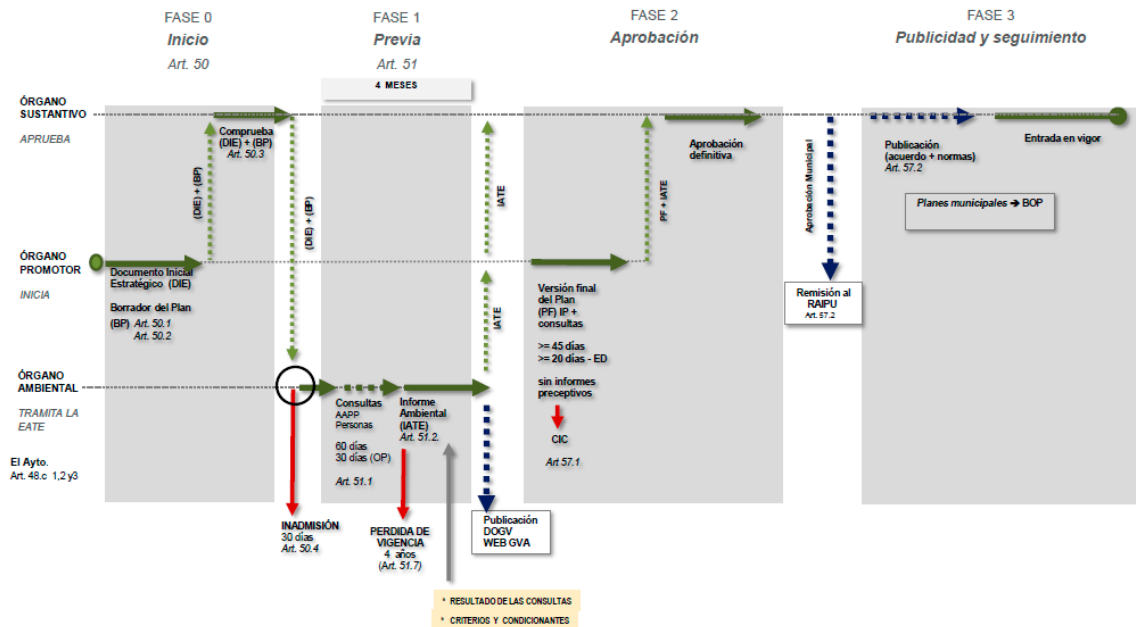 FASE 0
Inicio
Art. 50
FASE 1
Previa
Art. 51
FASE 2
Aprobación
FASE 3
Publicidad y seguimiento
4 MESES
ÓRGANO
SUSTANTIVO
APRUEBA
Comprueba
(DIE) + (BP)
Art. 50.3
(DIE) + (BP)
(DIE) + (BP)
IATE
Aprobación
definitiva
PF + IATE
Aprobación Municipal
Publicación
(acuerdo + normas)
Art. 57.2
Entrada en vigor
Planes municipales ➔ BOP
ÓRGANO
PROMOTOR
INICIA
Documento Inicial
Estratégico (DIE)
Borrador del Plan
(BP) Art. 50.1
Art. 50.2
IATE
Versión final
del Plan
(PF) IP +
consultas
>= 45 días
>= 20 días - ED
sin informes
preceptivos
CIC
Art 57.1
Remisión al
RAIPU
Art. 57.2
ÓRGANO
AMBIENTAL
TRAMITA LA
EATE
El Ayto.
Art. 48.c 1,2 y3
Consultas
AAPP
Personas
60 días
30 días (OP)
Art. 51.1
Informe
Ambiental
(IATE)
Art. 51.2.
INADMISIÓN
30 días
Art. 50.4
PERDIDA DE
VIGENCIA
4 años
(Art. 51.7)
Publicación
DOGV
WEB GVA
* RESULTADO DE LAS CONSULTAS
* CRITERIOS Y CONDICIONANTES